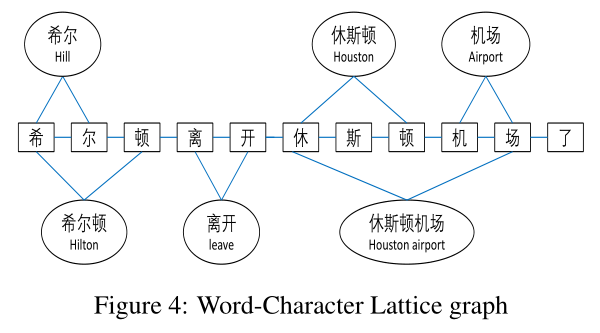 希尔
Hill
休斯顿
Houston
机场
Airport
希 尔 顿 离 开 休 斯 顿 机 场 了
希尔顿
Hilton
离开
leave
休斯顿机场
Houston airport
Figure 4: Word-Character Lattice graph